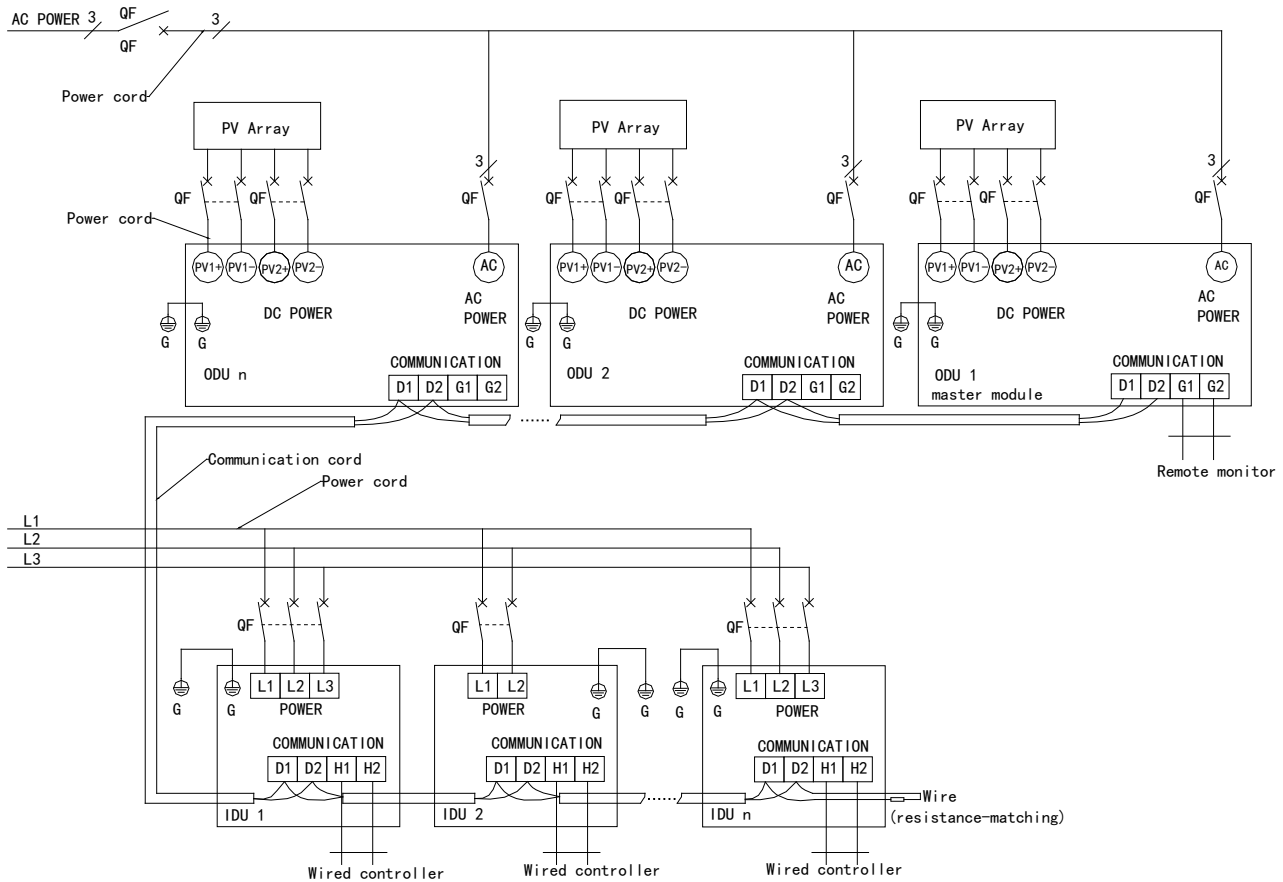 AC POWER 3 QF 3
QF
Power cord
PV Array PV Array PV Array
3 3 3
QF QF QF QF QF QF QF QF QF
Power cord
PV1+ PV1- PV2+ PV2- AC PV1+ PV1- PV2+ PV2- AC PV1+ PV1- PV2+ PV2- AC
DC POWER AC POWER DC POWER AC POWER DC POWER AC POWER
G G G G G G
COMMUNICATION COMMUNICATION COMMUNICATION
ODU n D1 D2 G1 G2 ODU 2 D1 D2 G1 G2 ODU 1 D1 D2 G1 G2
master module
......
Communication cord
Remote monitor
Power cord
L1
L2
L3
QF QF QF
L1 L2 L3 L1 L2 L1 L2 L3
G G POWER POWER G G G G POWER
COMMUNICATION COMMUNICATION COMMUNICATION
D1 D2 H1 H2 D1 D2 H1 H2 D1 D2 H1 H2
IDU 1 IDU 2 ...... IDU n Wire
(resistance-matching)
Wired controller Wired controller Wired controller